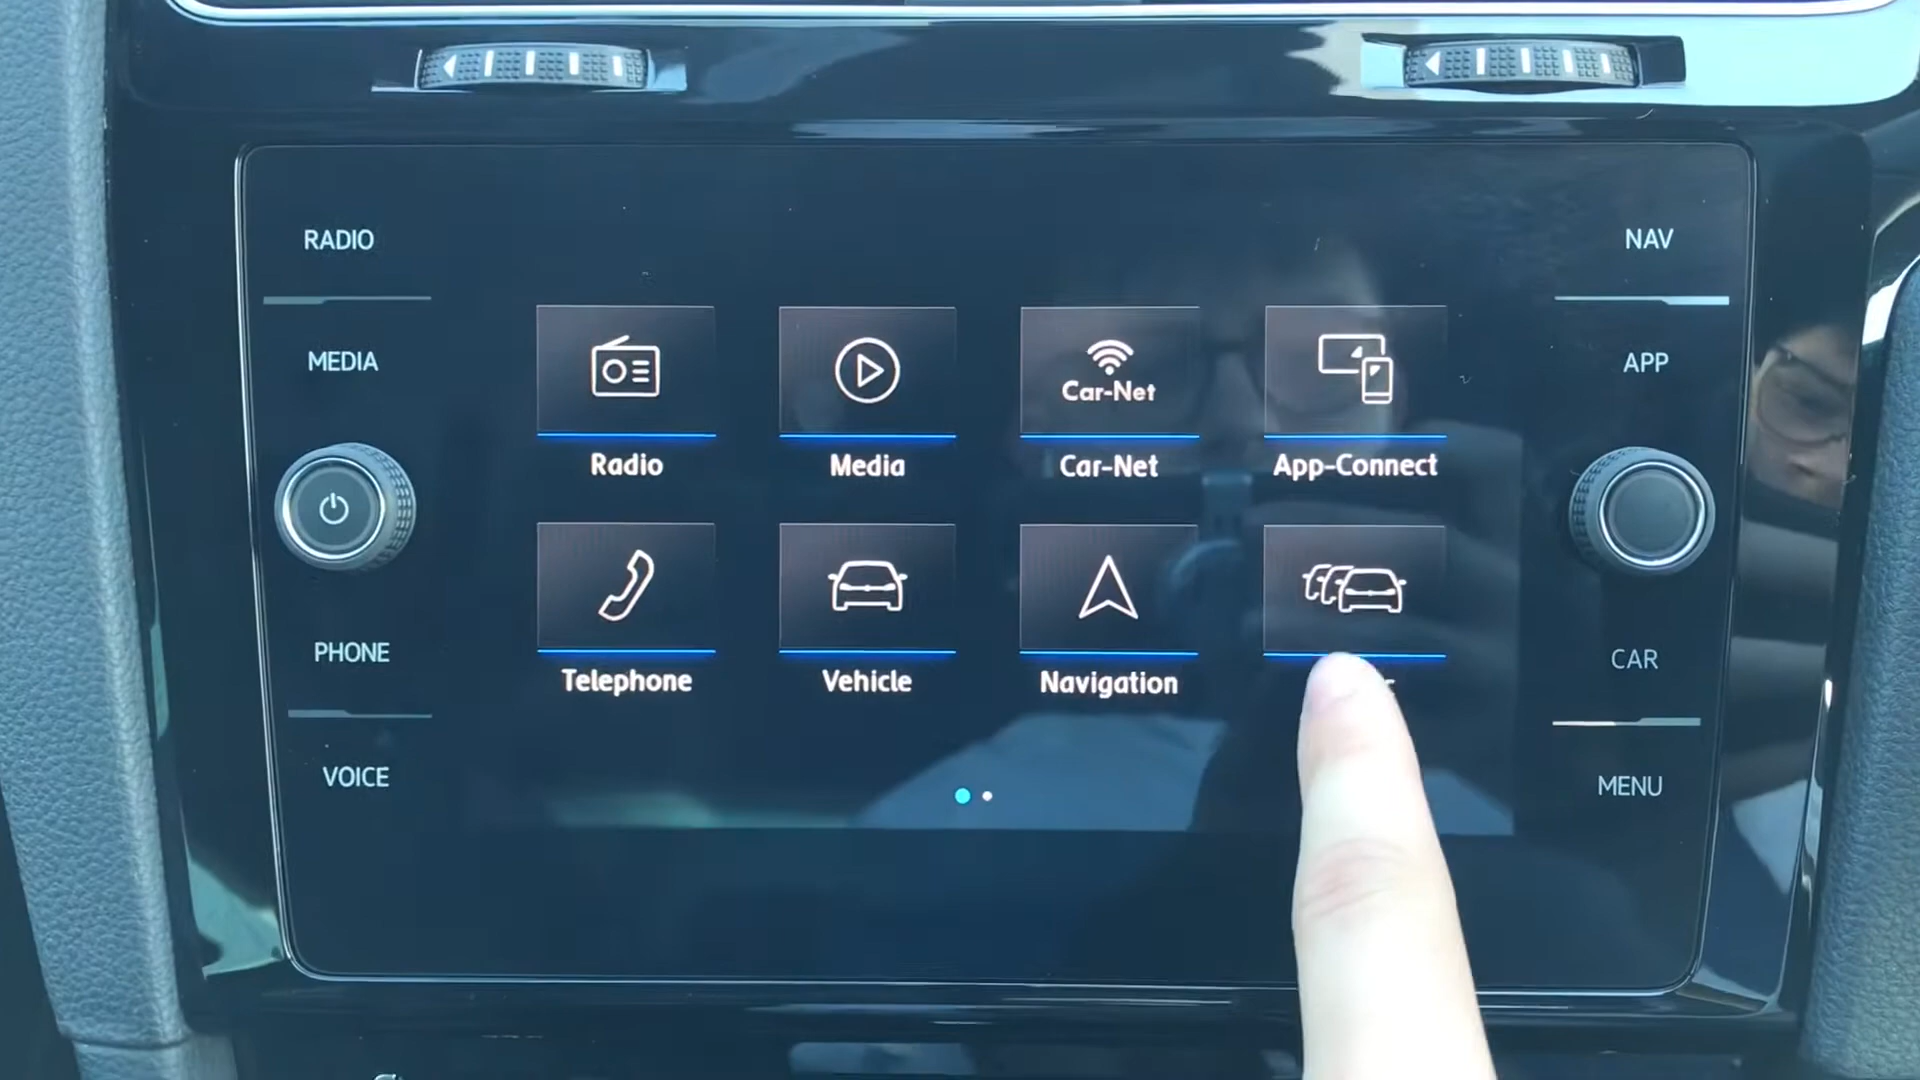 RADIO
NAV
MEDIA
APP
Car-Net
Radio
Media
Car-Net
App-Connect
PHONE
CAR
Telephone
Vehicle
Navigation
VOICE
MENU